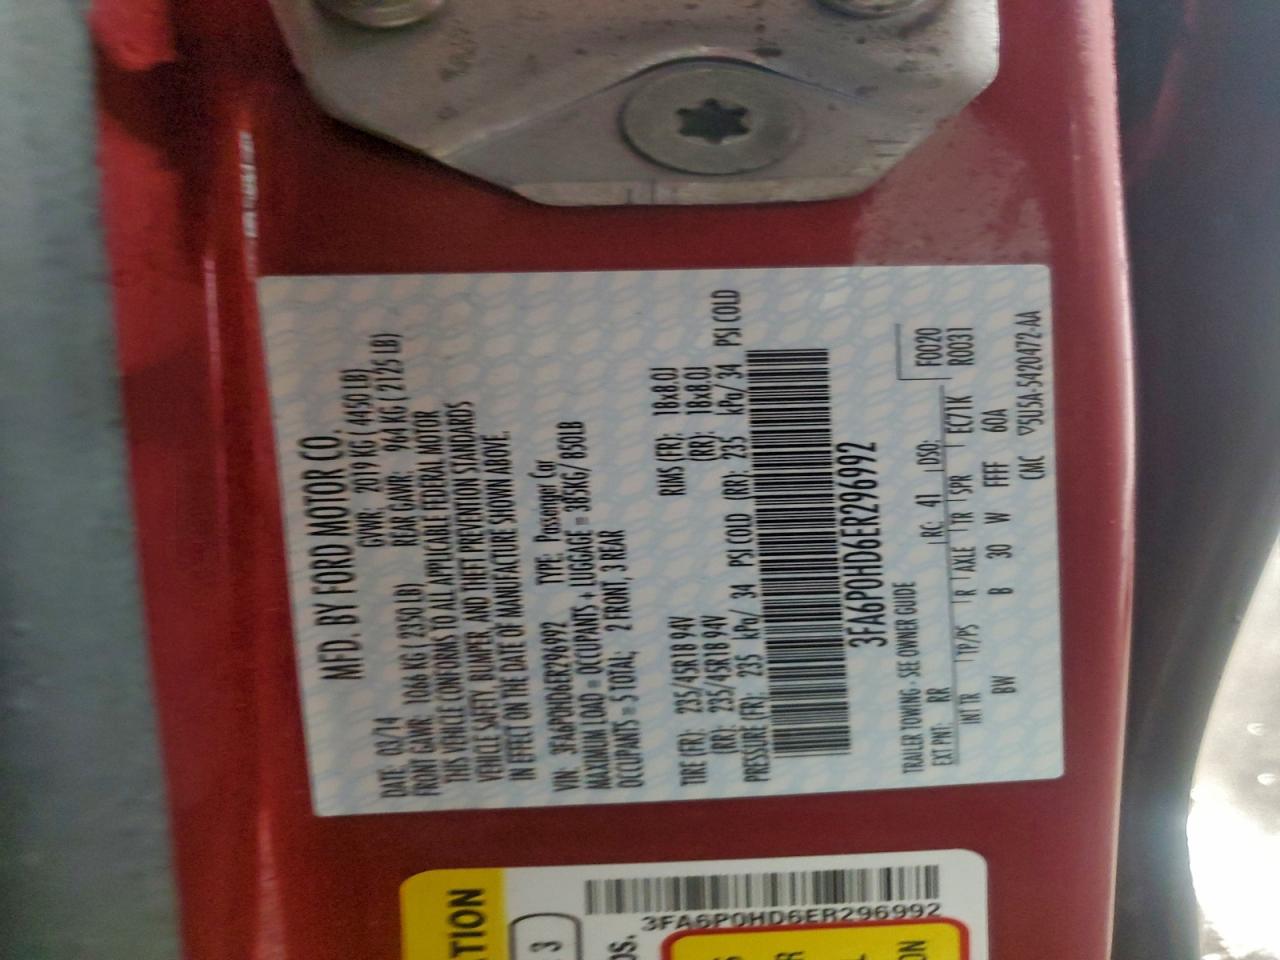 MFD. BY FORD MOTOR CO.
DATE: 03/14 GVWR: 2019 KG ( 4450 LB)
FRONT GAWR: 1066 KG ( 2350 LB) REAR GAWR: 964 KG ( 2125 LB)
THIS VEHICLE CONFORMS TO ALL APPLICABLE FEDERAL MOTOR
VEHICLE SAFETY, BUMPER, AND THEFT PREVENTION STANDARDS
IN EFFECT ON THE DATE OF MANUFACTURE SHOWN ABOVE.
VIN: 3FA6P0HD6ER296992 TYPE: Passenger Car
MAXIMUM LOAD = OCCUPANTS + LUGGAGE = 385KG/ 850LB
OCCUPANTS = 5 TOTAL, 2 FRONT, 3 REAR
TIRE (FR): 235/45R18 94V RIMS (FR): 18x8.0J
(RR): 235/45R18 94V (RR): 18x8.0J
PRESSURE (FR): 235 kPa/ 34 PSI COLD (RR): 235 kPa/ 34 PSI COLD
3FA6P0HD6ER296992
TRAILER TOWING - SEE OWNER GUIDE F0020
EXT PNT: RR RC: 41 DSO: R0031
INT TR TP/PS R AXLE TR SPR EC71K
BW B 30 W FFF 60A
CMC 5U5A-5420472-AA
TION
3
3FA6P0HD6ER296992